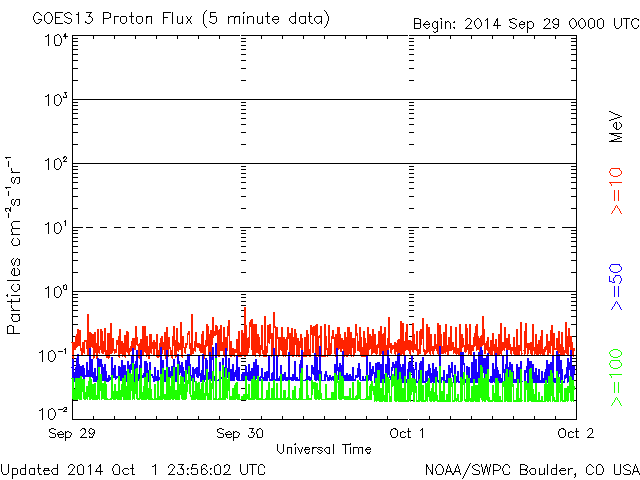 GOES13 Proton Flux (5 minute data)
Begin: 2014 Sep 29 0000 UTC
10⁴
10³
10²
10¹
10⁰
10⁻¹
10⁻²
Particles cm⁻²s⁻¹sr⁻¹
MeV
>=10
>=50
>=100
Sep 29
Sep 30
Oct 1
Oct 2
Universal Time
Updated 2014 Oct 1 23:56:02 UTC
NOAA/SWPC Boulder, CO USA